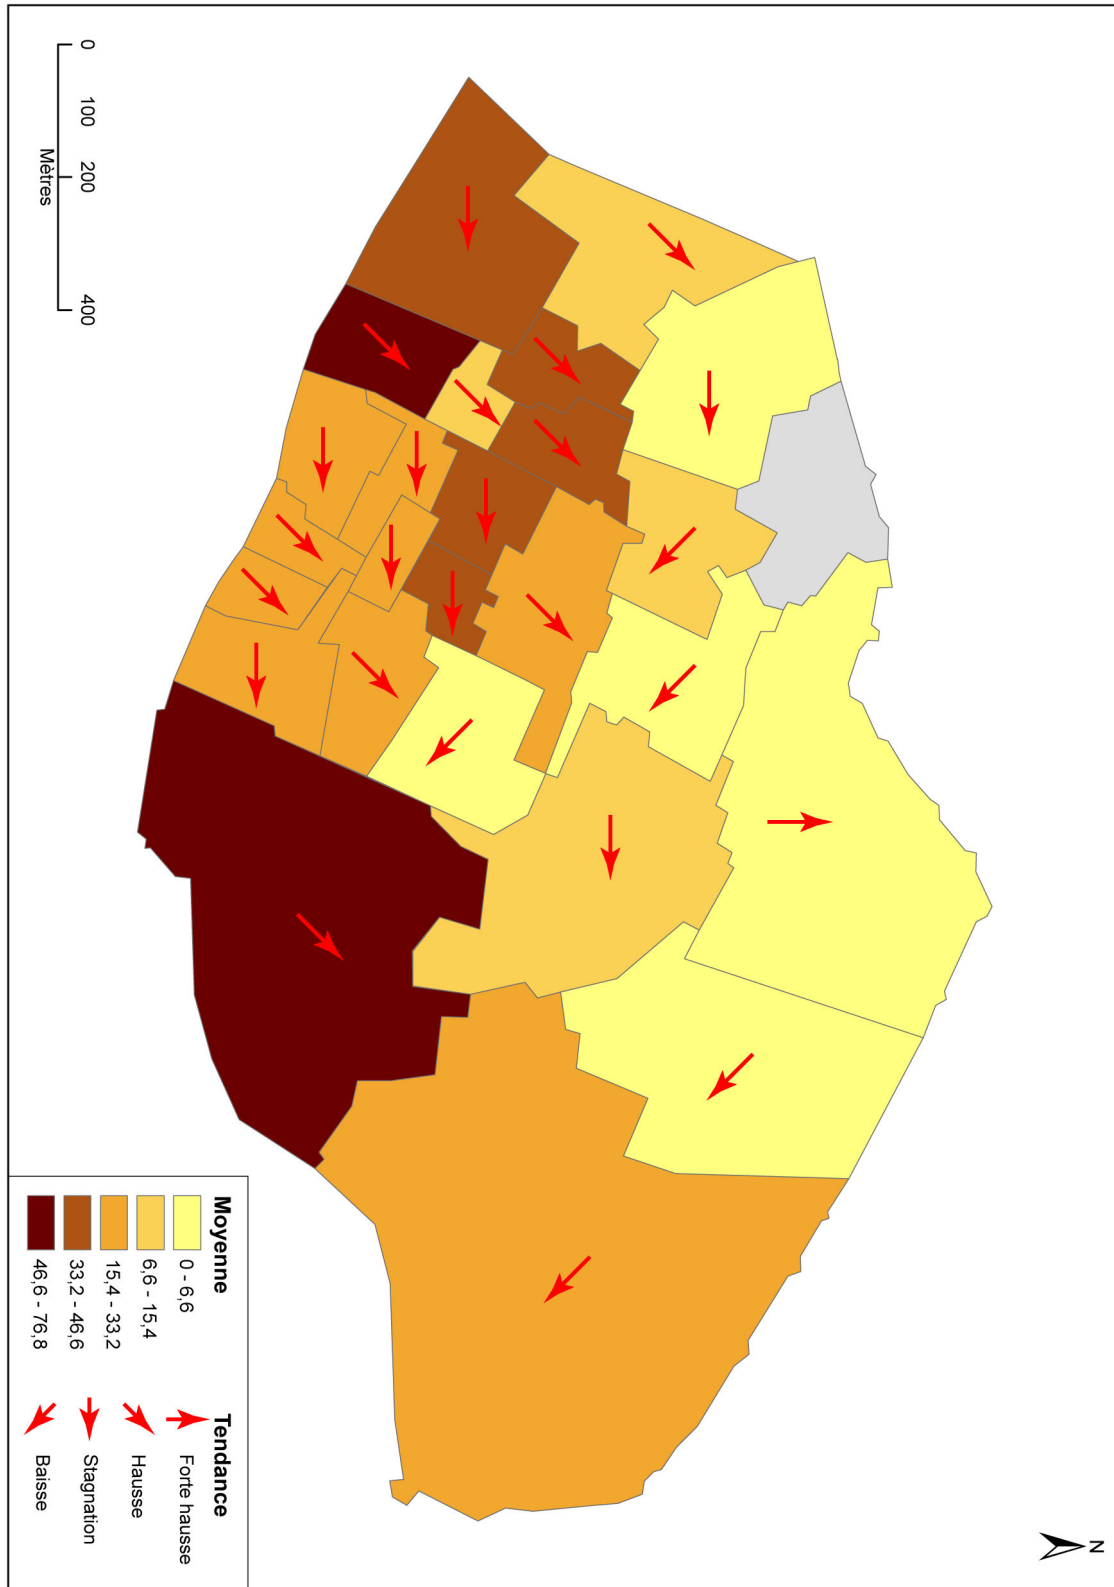 N
0 100 200 400
Mètres
Moyenne
0 - 6,6
6,6 - 15,4
15,4 - 33,2
33,2 - 46,6
46,6 - 76,8
Tendance
Forte hausse
Hausse
Stagnation
Baisse